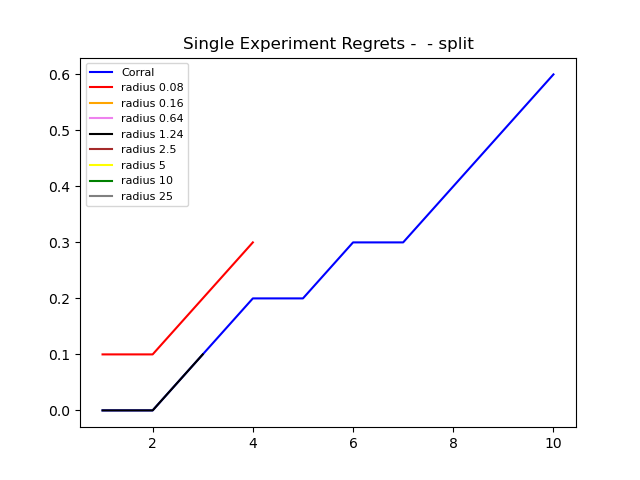 Single Experiment Regrets -  - split
Corral
radius 0.08
radius 0.16
radius 0.64
radius 1.24
radius 2.5
radius 5
radius 10
radius 25
0.6
0.5
0.4
0.3
0.2
0.1
0.0
2 4 6 8 10